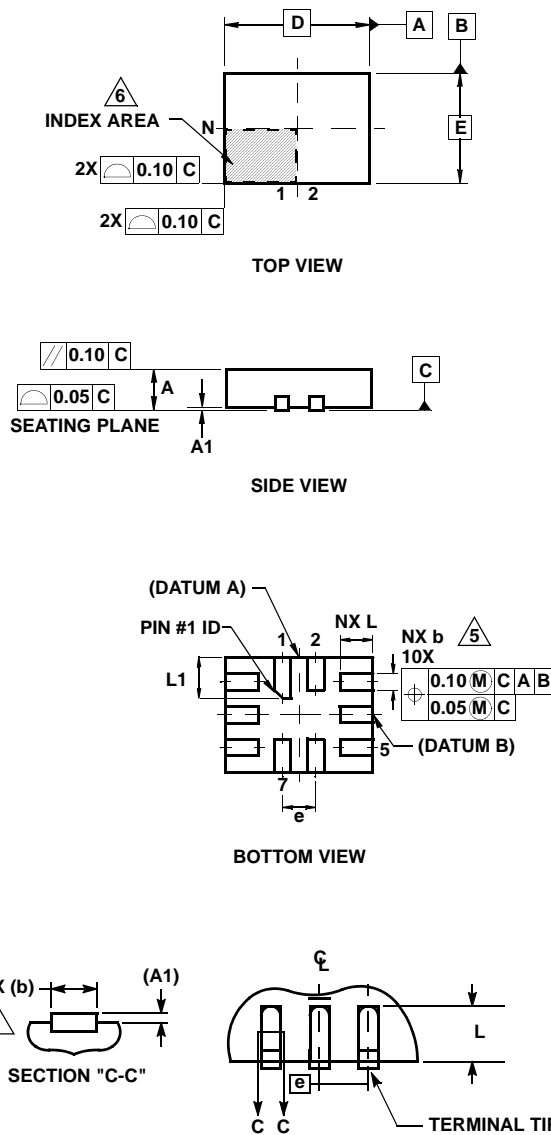 D
A
B
6
INDEX AREA
N
E
2X 0.10 C
1 2
2X 0.10 C
TOP VIEW
// 0.10 C
A
C
0.05 C
SEATING PLANE
A1
SIDE VIEW
(DATUM A)
PIN #1 ID
1 2
NX L
NX b 5
10X
L1
0.10 M C A B
0.05 M C
5
(DATUM B)
7
e
BOTTOM VIEW
X (b)
(A1)
SECTION "C-C"
CL
L
e
C C
TERMINAL TIP